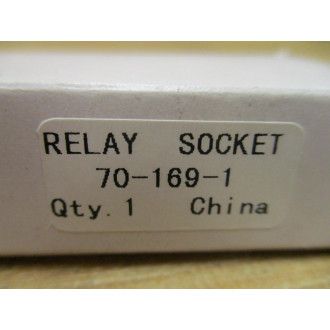 RELAY SOCKET
70-169-1
Qty.1 China